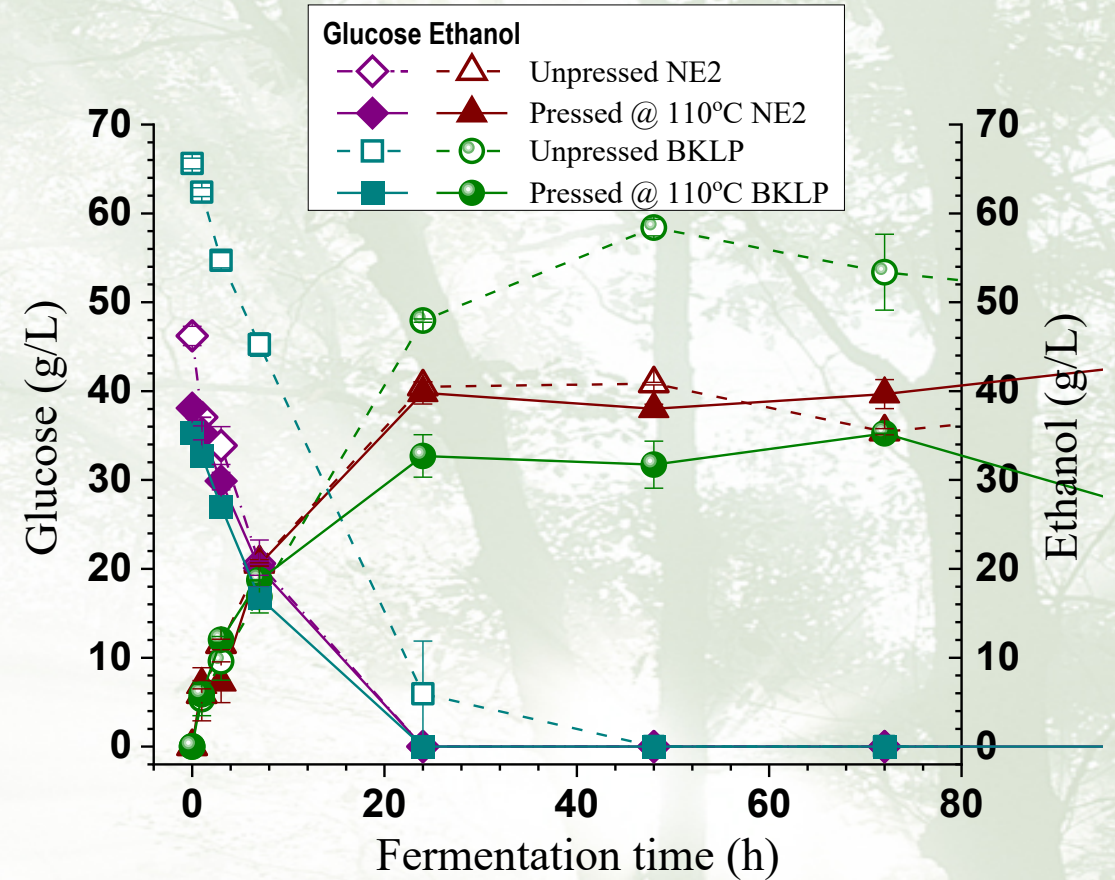 Glucose Ethanol
Unpressed NE2
Pressed @ 110ºC NE2
Unpressed BKLP
Pressed @ 110ºC BKLP
70
60
50
40
30
20
10
0
Glucose (g/L)
70
60
50
40
30
20
10
0
Ethanol (g/L)
0 20 40 60 80
Fermentation time (h)